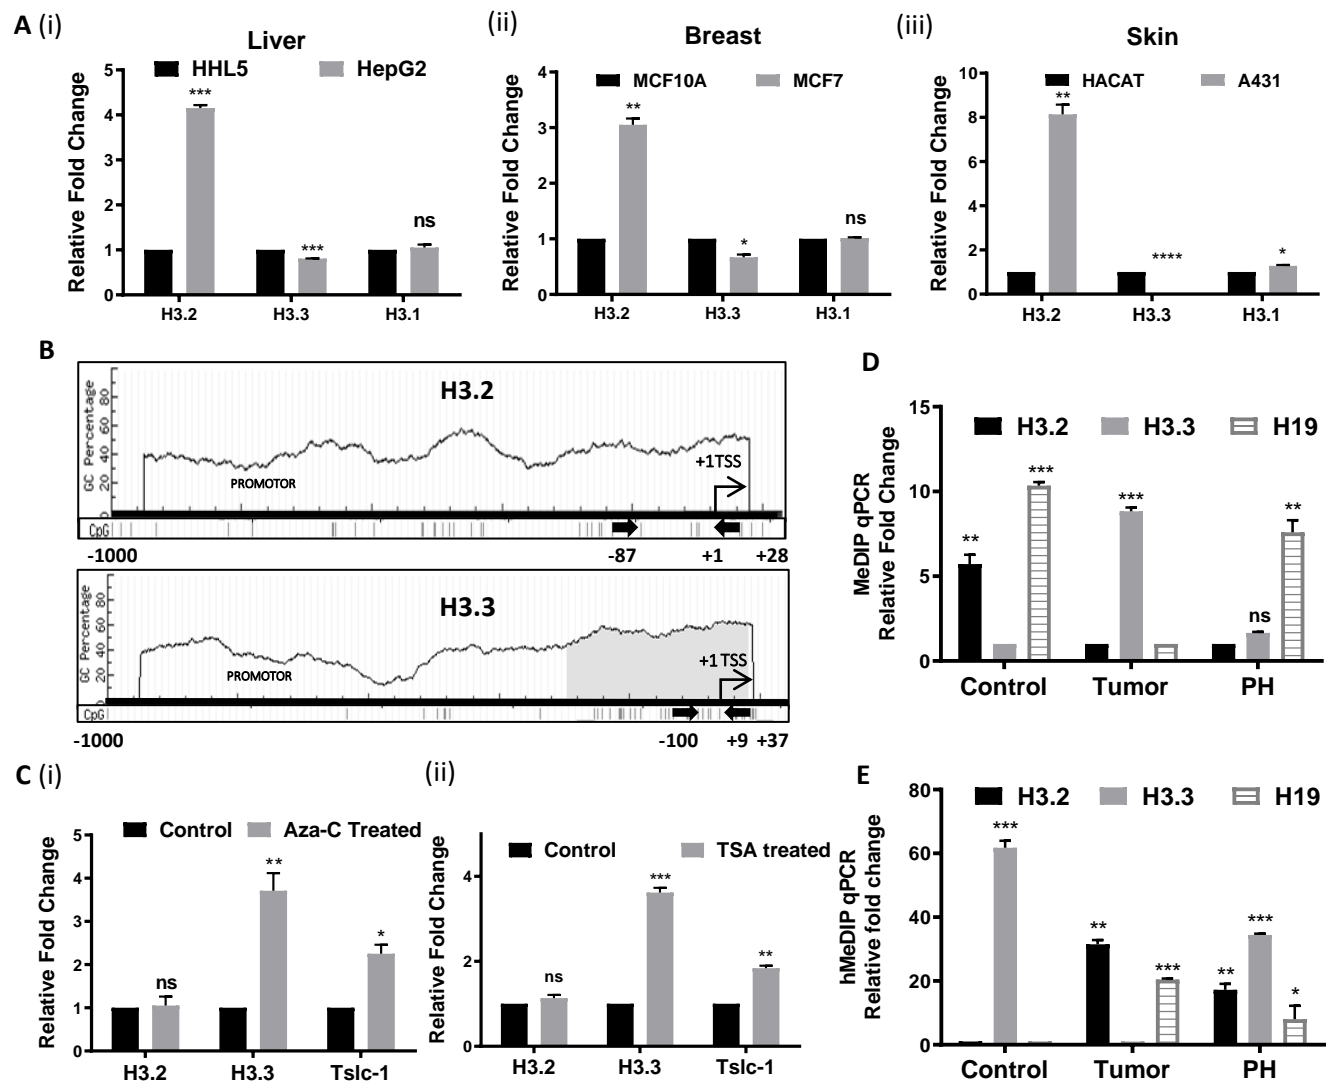 A (i)
Liver
HHL5 HepG2
Relative Fold Change
5
4
3
2
1
0
***
***
ns
H3.2 H3.3 H3.1
(ii)
Breast
MCF10A MCF7
Relative Fold Change
4
3
2
1
0
**
*
ns
H3.2 H3.3 H3.1
(iii)
Skin
HACAT A431
Relative Fold Change
10
8
6
4
2
0
**
****
*
H3.2 H3.3 H3.1
B
H3.2
GC Percentage
80
60
40
20
0
PROMOTOR
+1TSS
CpG
-1000 -87 +1 +28
H3.3
GC Percentage
80
60
40
20
0
PROMOTOR
+1 TSS
CpG
-1000 -100 +9 +37
C (i)
Control Aza-C Treated
Relative Fold Change
5
4
3
2
1
0
ns
**
*
H3.2 H3.3 Tslc-1
(ii)
Control TSA treated
Relative Fold Change
4
2
0
ns
***
**
H3.2 H3.3 Tslc-1
D
H3.2 H3.3 H19
MeDIP qPCR
Relative Fold Change
15
10
5
0
**
***
***
ns
**
Control Tumor PH
E
H3.2 H3.3 H19
hMeDIP qPCR
Relative fold change
80
60
40
20
0
***
**
***
**
***
*
Control Tumor PH